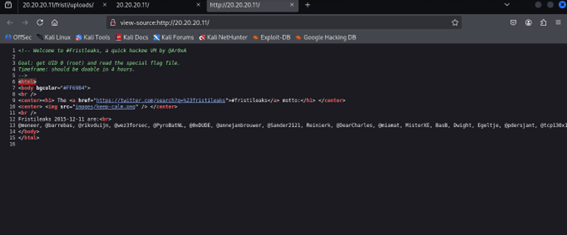 20.20.20.11/fristi/uploads/ × 20.20.20.11/ × http://20.20.20.11/ × +
view-source:http://20.20.20.11/
OffSec Kali Linux Kali Tools Kali Docs Kali Forums Kali NetHunter Exploit-DB Google Hacking DB
1 <!-- Welcome to #Fristleaks, a quick hackme VM by @Ar0xA
2
3 Goal: get UID 0 (root) and read the special flag file.
4 Timeframe: should be doable in 4 hours.
5 -->
6 <html>
7 <body bgcolor="#FF69B4">
8 <br />
9 <center><h1> The <a href="https://twitter.com/search?q=%23fristileaks">#fristileaks</a> motto:</h1> </center>
10 <center> <img src="images/keep-calm.png" /> </center>
11 <br />
12 Fristileaks 2015-12-11 are:<br>
13 @meneer, @barrebas, @rikvduijn, @wez3forsec, @PyroBatNL, @0xDUDE, @annejanbrouwer, @Sander2121, Reinierk, @DearCharles, @miamat, MisterXE, BasB, Dwight, Egeltje, @pdersjant, @tcp130x1
14 </body>
15 </html>
16